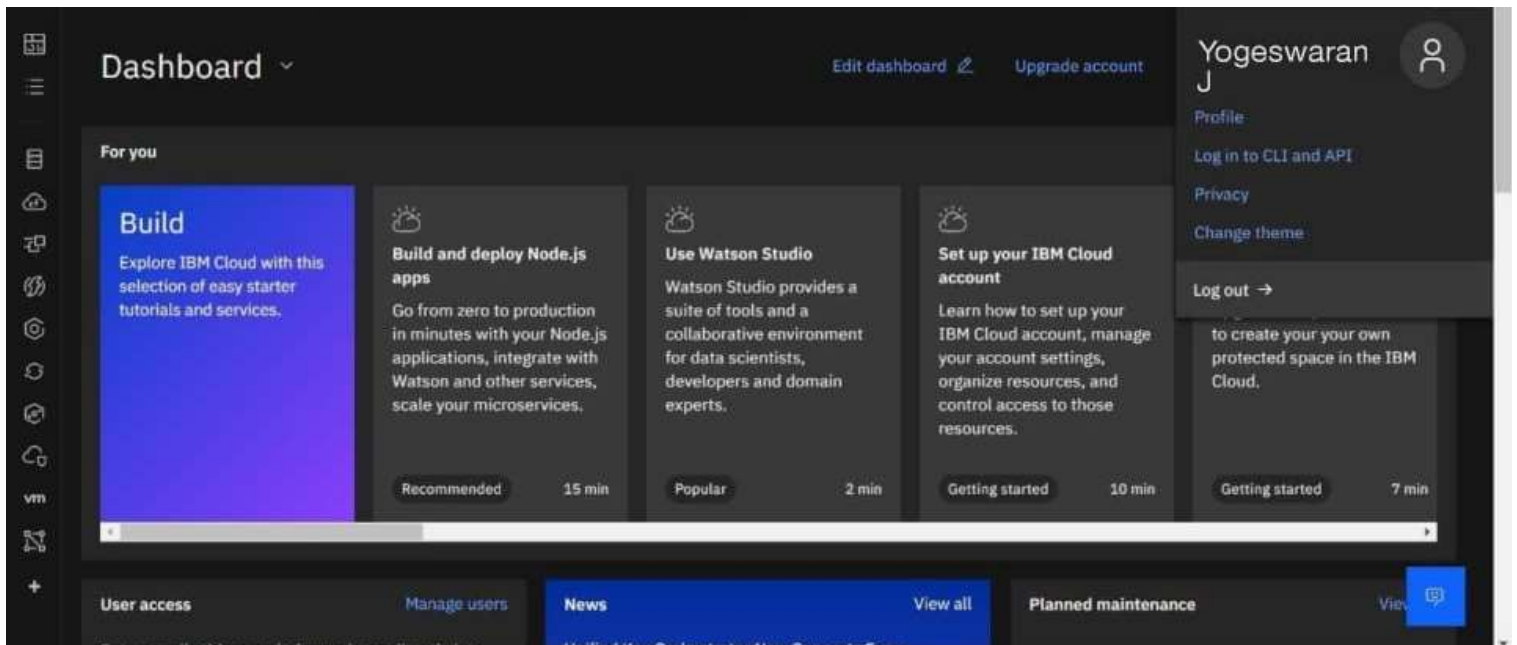 Dashboard
Edit dashboard
Upgrade account
Yogeswaran
J
Profile
Log in to CLI and API
Privacy
Change theme
Log out →
For you
Build
Explore IBM Cloud with this
selection of easy starter
tutorials and services.
Build and deploy Node.js
apps
Go from zero to production
in minutes with your Node.js
applications, integrate with
Watson and other services,
scale your microservices.
Recommended 15 min
Use Watson Studio
Watson Studio provides a
suite of tools and a
collaborative environment
for data scientists,
developers and domain
experts.
Popular 2 min
Set up your IBM Cloud
account
Learn how to set up your
IBM Cloud account, manage
your account settings,
organize resources, and
control access to those
resources.
Getting started 10 min
to create your your own
protected space in the IBM
Cloud.
Getting started 7 min
vm
User access Manage users
News View all
Planned maintenance